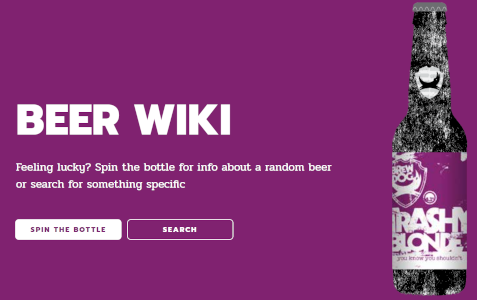 BEER WIKI
Feeling lucky? Spin the bottle for info about a random beer
or search for something specific
SPIN THE BOTTLE
SEARCH
BREW
DOG
TRASHY
BLONDE
you know you shouldn't